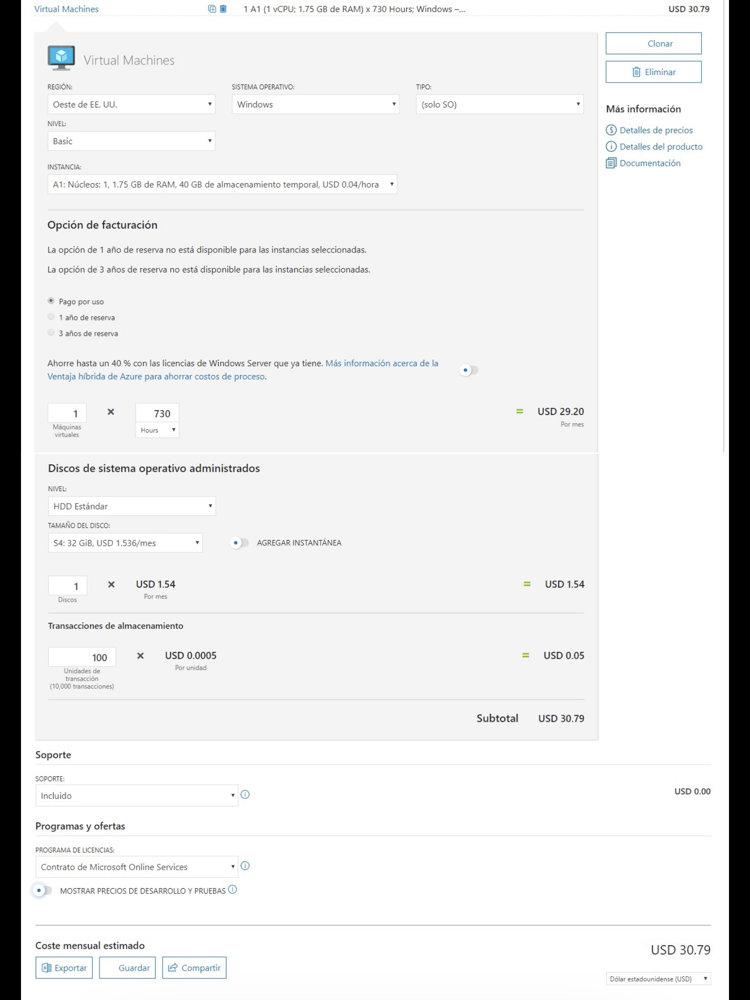 Virtual Machines 1 A1 (1 vCPU; 1.75 GB de RAM) x 730 Hours; Windows –... USD 30.79
Clonar
Virtual Machines
Eliminar
REGIÓN: SISTEMA OPERATIVO: TIPO:
Oeste de EE. UU. Windows (solo SO)
Más información
NIVEL:
Detalles de precios
Basic
Detalles del producto
Documentación
INSTANCIA:
A1: Núcleos: 1, 1.75 GB de RAM, 40 GB de almacenamiento temporal, USD 0.04/hora
Opción de facturación
La opción de 1 año de reserva no está disponible para las instancias seleccionadas.
La opción de 3 años de reserva no está disponible para las instancias seleccionadas.
Pago por uso
1 año de reserva
3 años de reserva
Ahorre hasta un 40 % con las licencias de Windows Server que ya tiene. Más información acerca de la
Ventaja híbrida de Azure para ahorrar costos de proceso.
1 × 730 = USD 29.20
Máquinas
virtuales
Hours
Por mes
Discos de sistema operativo administrados
NIVEL:
HDD Estándar
TAMAÑO DEL DISCO:
S4: 32 GiB, USD 1.536/mes AGREGAR INSTANTÁNEA
1 × USD 1.54 = USD 1.54
Discos Por mes
Transacciones de almacenamiento
100 × USD 0.0005 = USD 0.05
Por unidad
Unidades de
transacción
(10,000 transacciones)
Subtotal USD 30.79
Soporte
SOPORTE:
Incluido USD 0.00
Programas y ofertas
PROGRAMA DE LICENCIAS:
Contrato de Microsoft Online Services
MOSTRAR PRECIOS DE DESARROLLO Y PRUEBAS
Coste mensual estimado USD 30.79
Exportar Guardar Compartir
Dólar estadounidense (USD)